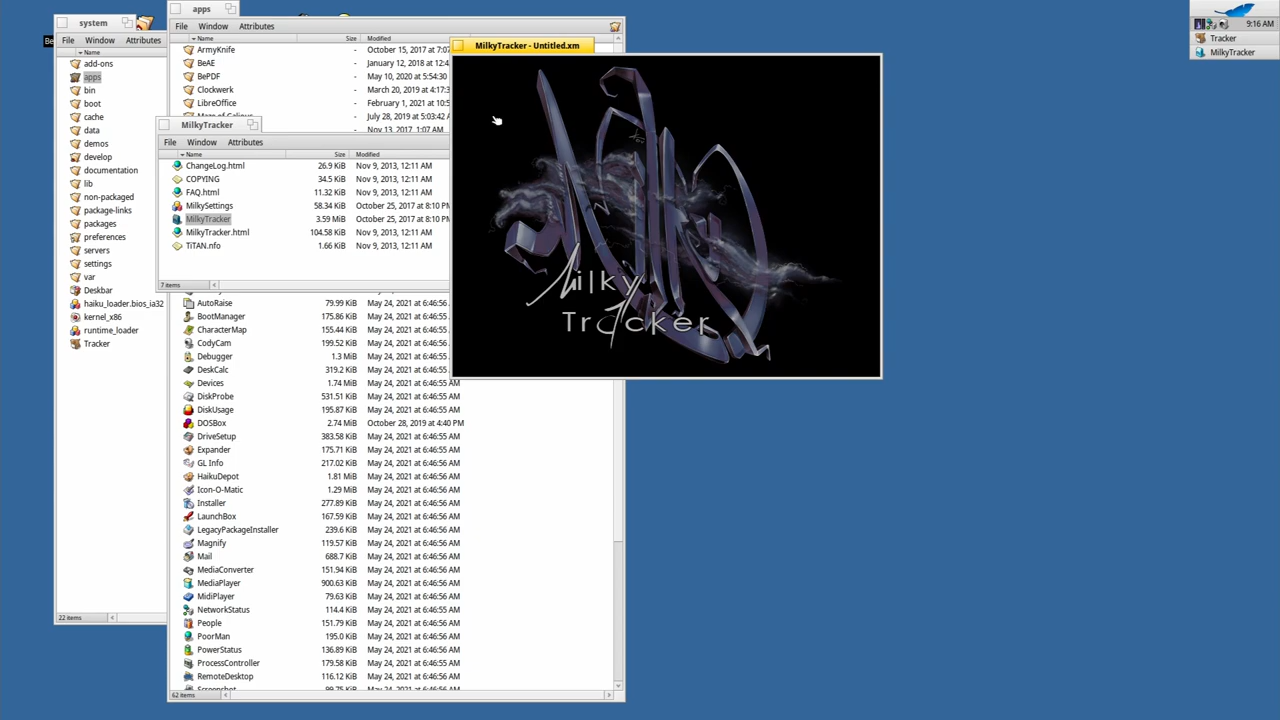 system
File Window Attributes
Name
add-ons
apps
bin
boot
cache
data
demos
develop
documentation
lib
non-packaged
package-links
packages
preferences
servers
settings
var
Deskbar
haiku_loader.bios_ia32
kernel_x86
runtime_loader
Tracker
22 items
apps
File Window Attributes
Name Size Modified
ArmyKnife - October 15, 2017 at 7:07
BeAE - January 12, 2018 at 12:4
BePDF - May 10, 2020 at 5:54:30
Clockwerk - March 29, 2019 at 4:17:3
LibreOffice - February 1, 2021 at 10:5
- July 28, 2019 at 5:03:42
- Nov 13, 2017, 1:07 AM
MilkyTracker
File Window Attributes
Name Size Modified
ChangeLog.html 26.9 KiB Nov 9, 2013, 12:11 AM
COPYING 34.5 KiB Nov 9, 2013, 12:11 AM
FAQ.html 11.32 KiB Nov 9, 2013, 12:11 AM
MilkySettings 58.34 KiB October 25, 2017 at 8:10 PM
MilkyTracker 3.59 MiB October 25, 2017 at 8:10 PM
MilkyTracker.html 104.58 KiB Nov 9, 2013, 12:11 AM
TiTAN.nfo 1.66 KiB Nov 9, 2013, 12:11 AM
7 items
AutoRaise 79.99 KiB May 24, 2021 at 6:46:55 AM
BootManager 175.86 KiB May 24, 2021 at 6:46:55 AM
CharacterMap 155.44 KiB May 24, 2021 at 6:46:55 AM
CodyCam 199.52 KiB May 24, 2021 at 6:46:55 AM
Debugger 1.3 MiB May 24, 2021 at 6:46:55 AM
DeskCalc 319.2 KiB May 24, 2021 at 6:46:55 AM
Devices 1.74 MiB May 24, 2021 at 6:46:55 AM
DiskProbe 531.51 KiB May 24, 2021 at 6:46:55 AM
DiskUsage 195.87 KiB May 24, 2021 at 6:46:55 AM
DOSBox 2.74 MiB October 28, 2019 at 4:40 PM
DriveSetup 383.58 KiB May 24, 2021 at 6:46:55 AM
Expander 175.71 KiB May 24, 2021 at 6:46:55 AM
GL Info 217.02 KiB May 24, 2021 at 6:46:56 AM
HaikuDepot 1.81 MiB May 24, 2021 at 6:46:56 AM
Icon-O-Matic 1.29 MiB May 24, 2021 at 6:46:56 AM
Installer 277.89 KiB May 24, 2021 at 6:46:56 AM
LaunchBox 167.59 KiB May 24, 2021 at 6:46:56 AM
LegacyPackageInstaller 239.6 KiB May 24, 2021 at 6:46:56 AM
Magnify 119.57 KiB May 24, 2021 at 6:46:56 AM
Mail 688.7 KiB May 24, 2021 at 6:46:56 AM
MediaConverter 151.94 KiB May 24, 2021 at 6:46:56 AM
MediaPlayer 900.63 KiB May 24, 2021 at 6:46:56 AM
MidiPlayer 79.63 KiB May 24, 2021 at 6:46:56 AM
NetworkStatus 114.4 KiB May 24, 2021 at 6:46:56 AM
People 151.79 KiB May 24, 2021 at 6:46:56 AM
PoorMan 195.0 KiB May 24, 2021 at 6:46:56 AM
PowerStatus 136.89 KiB May 24, 2021 at 6:46:56 AM
ProcessController 179.58 KiB May 24, 2021 at 6:46:56 AM
RemoteDesktop 116.12 KiB May 24, 2021 at 6:46:56 AM
Screenshot 99.75 KiB May 24, 2021 at 6:46:56 AM
62 items
MilkyTracker - Untitled.xm
Milky
Tracker
9:16 AM
Tracker
MilkyTracker